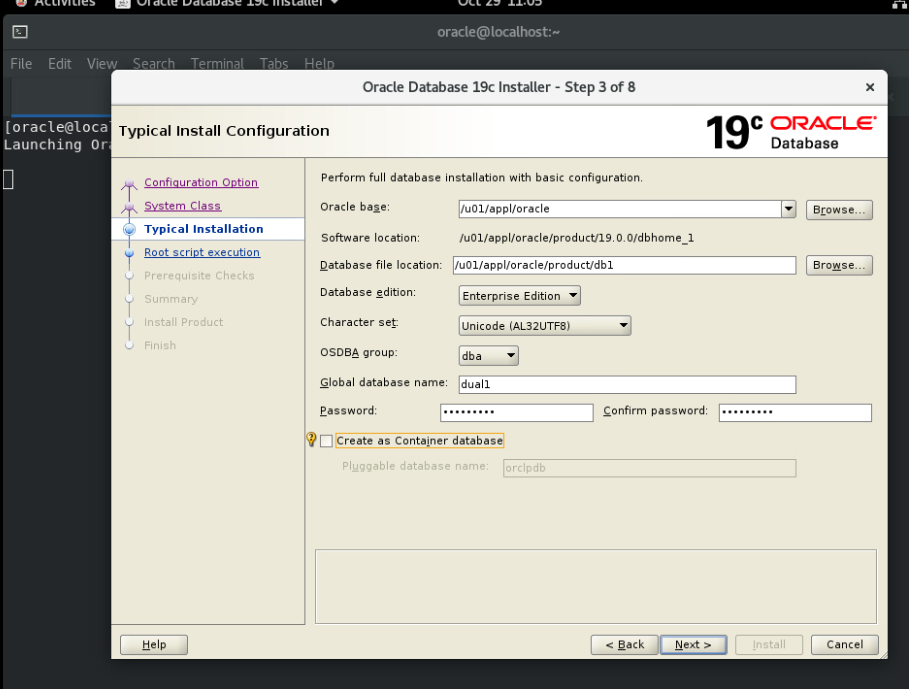 Activities Oracle Database 19c Installer Oct 29 11:05
oracle@localhost:~
File Edit View Search Terminal Tabs Help
Oracle Database 19c Installer - Step 3 of 8
[oracle@loca
Launching Ora
Typical Install Configuration
19c ORACLE
Database
Configuration Option
System Class
Typical Installation
Root script execution
Prerequisite Checks
Summary
Install Product
Finish
Perform full database installation with basic configuration.
Oracle base: /u01/appl/oracle Browse...
Software location: /u01/appl/oracle/product/19.0.0/dbhome_1
Database file location: /u01/appl/oracle/product/db1 Browse...
Database edition: Enterprise Edition
Character set: Unicode (AL32UTF8)
OSDBA group: dba
Global database name: dual1
Password: ••••••••• Confirm password: •••••••••
Create as Container database
Pluggable database name: orclpdb
Help < Back Next > Install Cancel